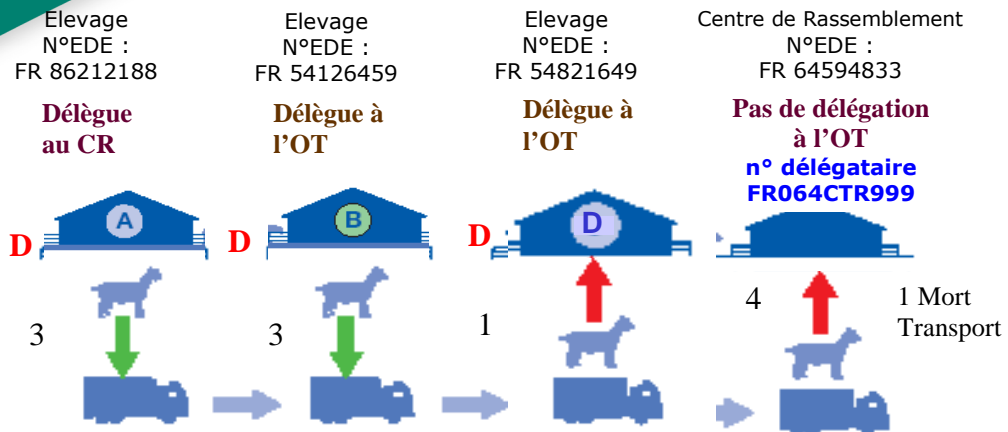 Elevage
N°EDE :
FR 86212188
Délègue
au CR
A
D
3
Elevage
N°EDE :
FR 54126459
Délègue à
l'OT
B
D
3
Elevage
N°EDE :
FR 54821649
Délègue à
l'OT
D
D
1
Centre de Rassemblement
N°EDE :
FR 64594833
Pas de délégation
à l'OT
n° délégataire
FR064CTR999
4
1 Mort
Transport